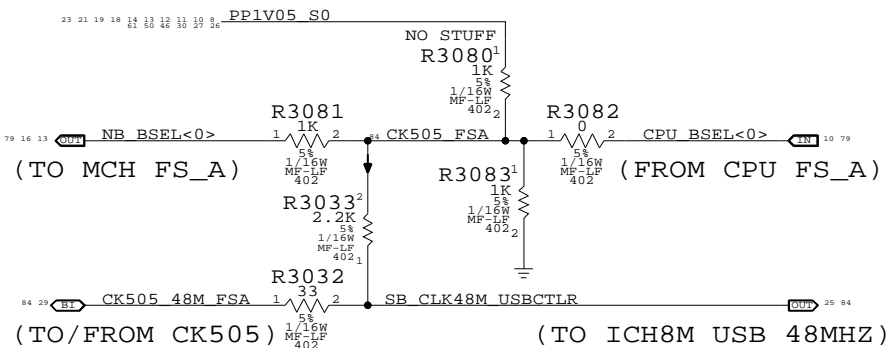 23 21 19 18 14 13 12 11 10 8
61 50 46 30 27 26
PP1V05_S0
NO STUFF
R3080
1
1K
5%
1/16W
MF-LF
402
2
R3081
1K
1 2
5%
1/16W
MF-LF
402
R3082
0
1 2
5%
1/16W
MF-LF
402
79 16 13 OUT NB_BSEL<0>
84 CK505_FSA
CPU_BSEL<0> IN 10 79
(TO MCH FS_A)
(FROM CPU FS_A)
R3083
1
1K
5%
1/16W
MF-LF
402
2
R3033
2
2.2K
5%
1/16W
MF-LF
402
1
R3032
33
1 2
5%
1/16W
MF-LF
402
84 29 BI CK505_48M_FSA
SB_CLK48M_USBCTLR OUT 25 84
(TO/FROM CK505)
(TO ICH8M USB 48MHZ)